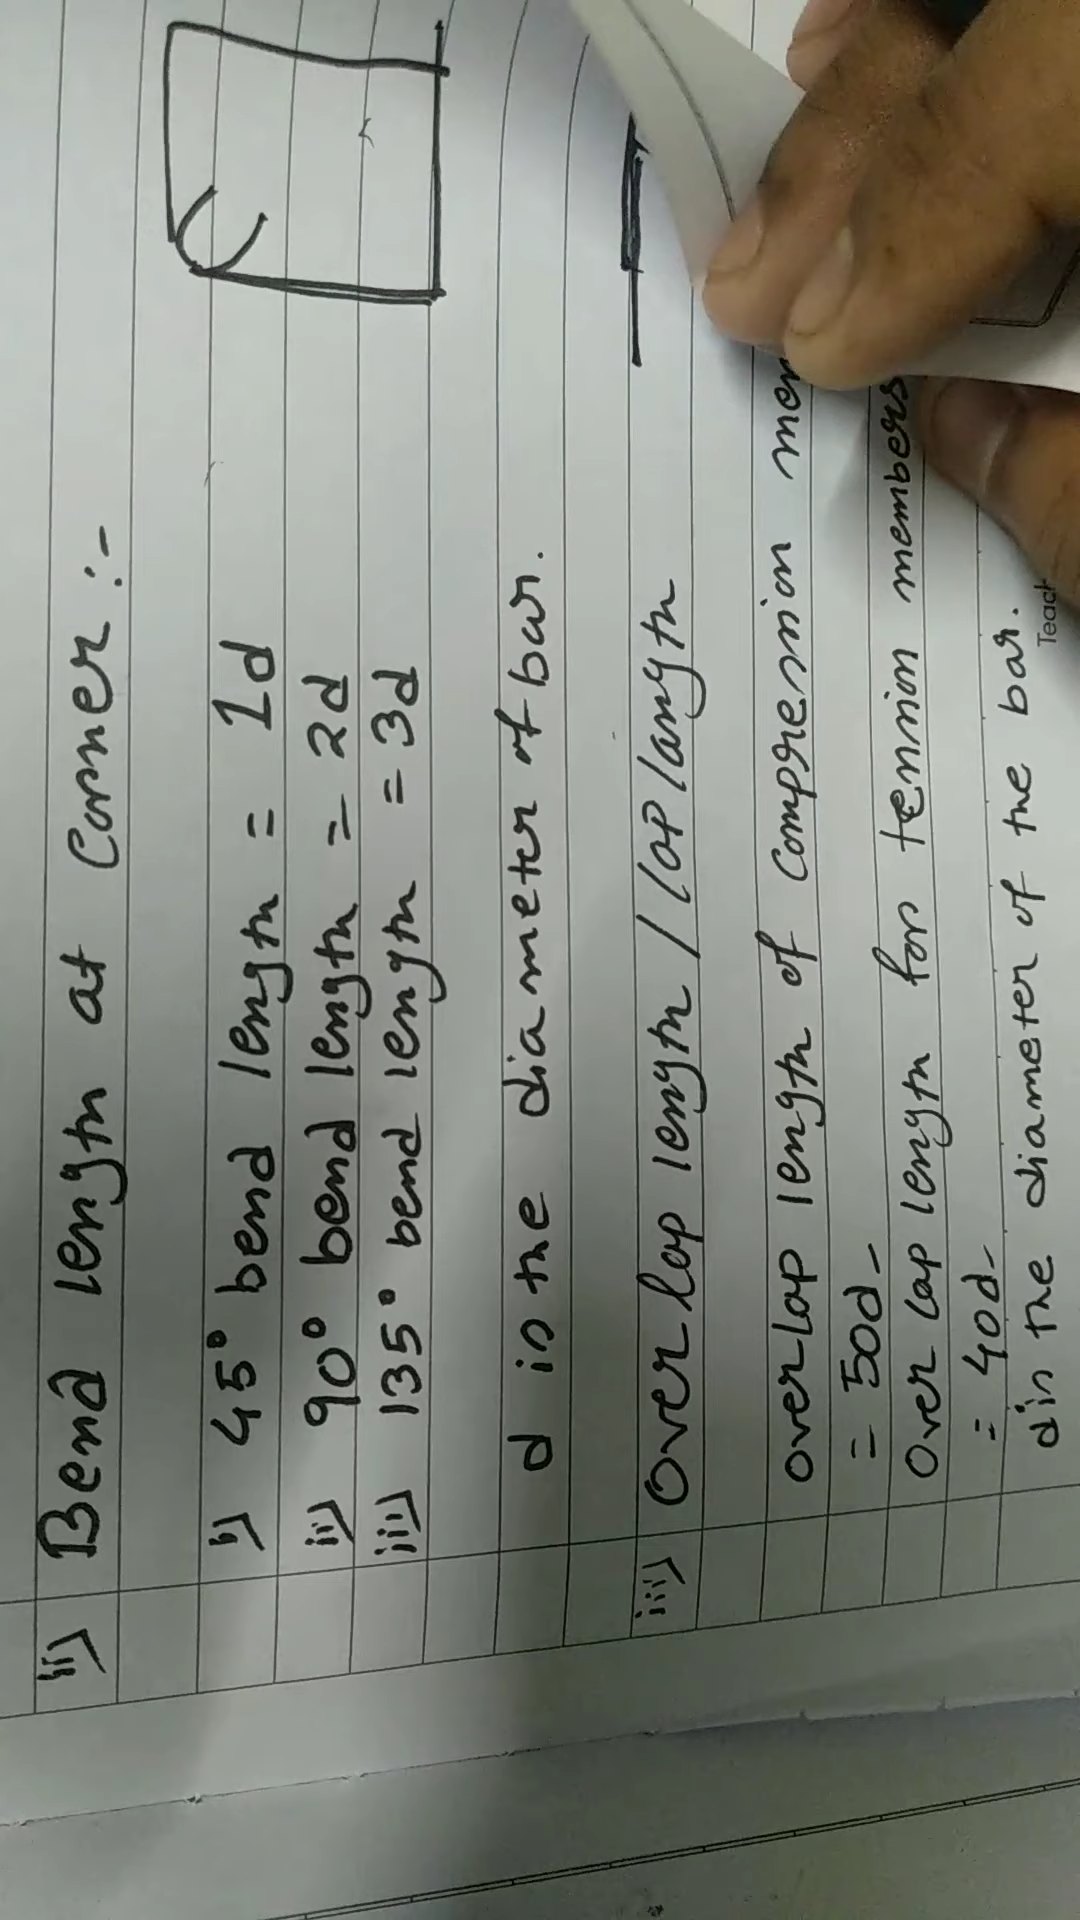 ii) Bend length at Corner :-
i) 45° bend length = 1d
ii) 90° bend length = 2d
iii) 135° bend length = 3d
d is the diameter of bar.
iii) Over lap length / lap langth
overlap length of compression mem
= 50d-
Over lap length for tension members
= 40d-
d is the diameter of the bar.
Teach